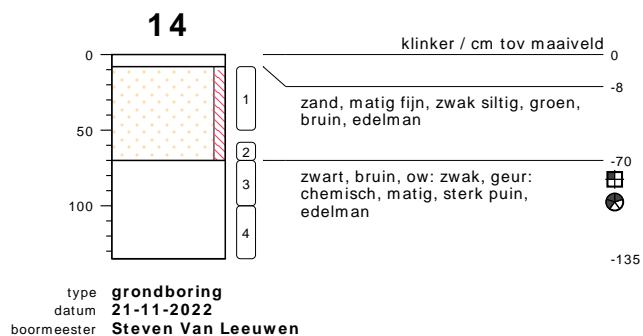 14
klinker / cm tov maaiveld
0
0
-8
1
zand, matig fijn, zwak siltig, groen,
bruin, edelman
50
2
-70
3
zwart, bruin, ow: zwak, geur:
chemisch, matig, sterk puin,
edelman
100
4
-135
type grondboring
datum 21-11-2022
boormeester Steven Van Leeuwen